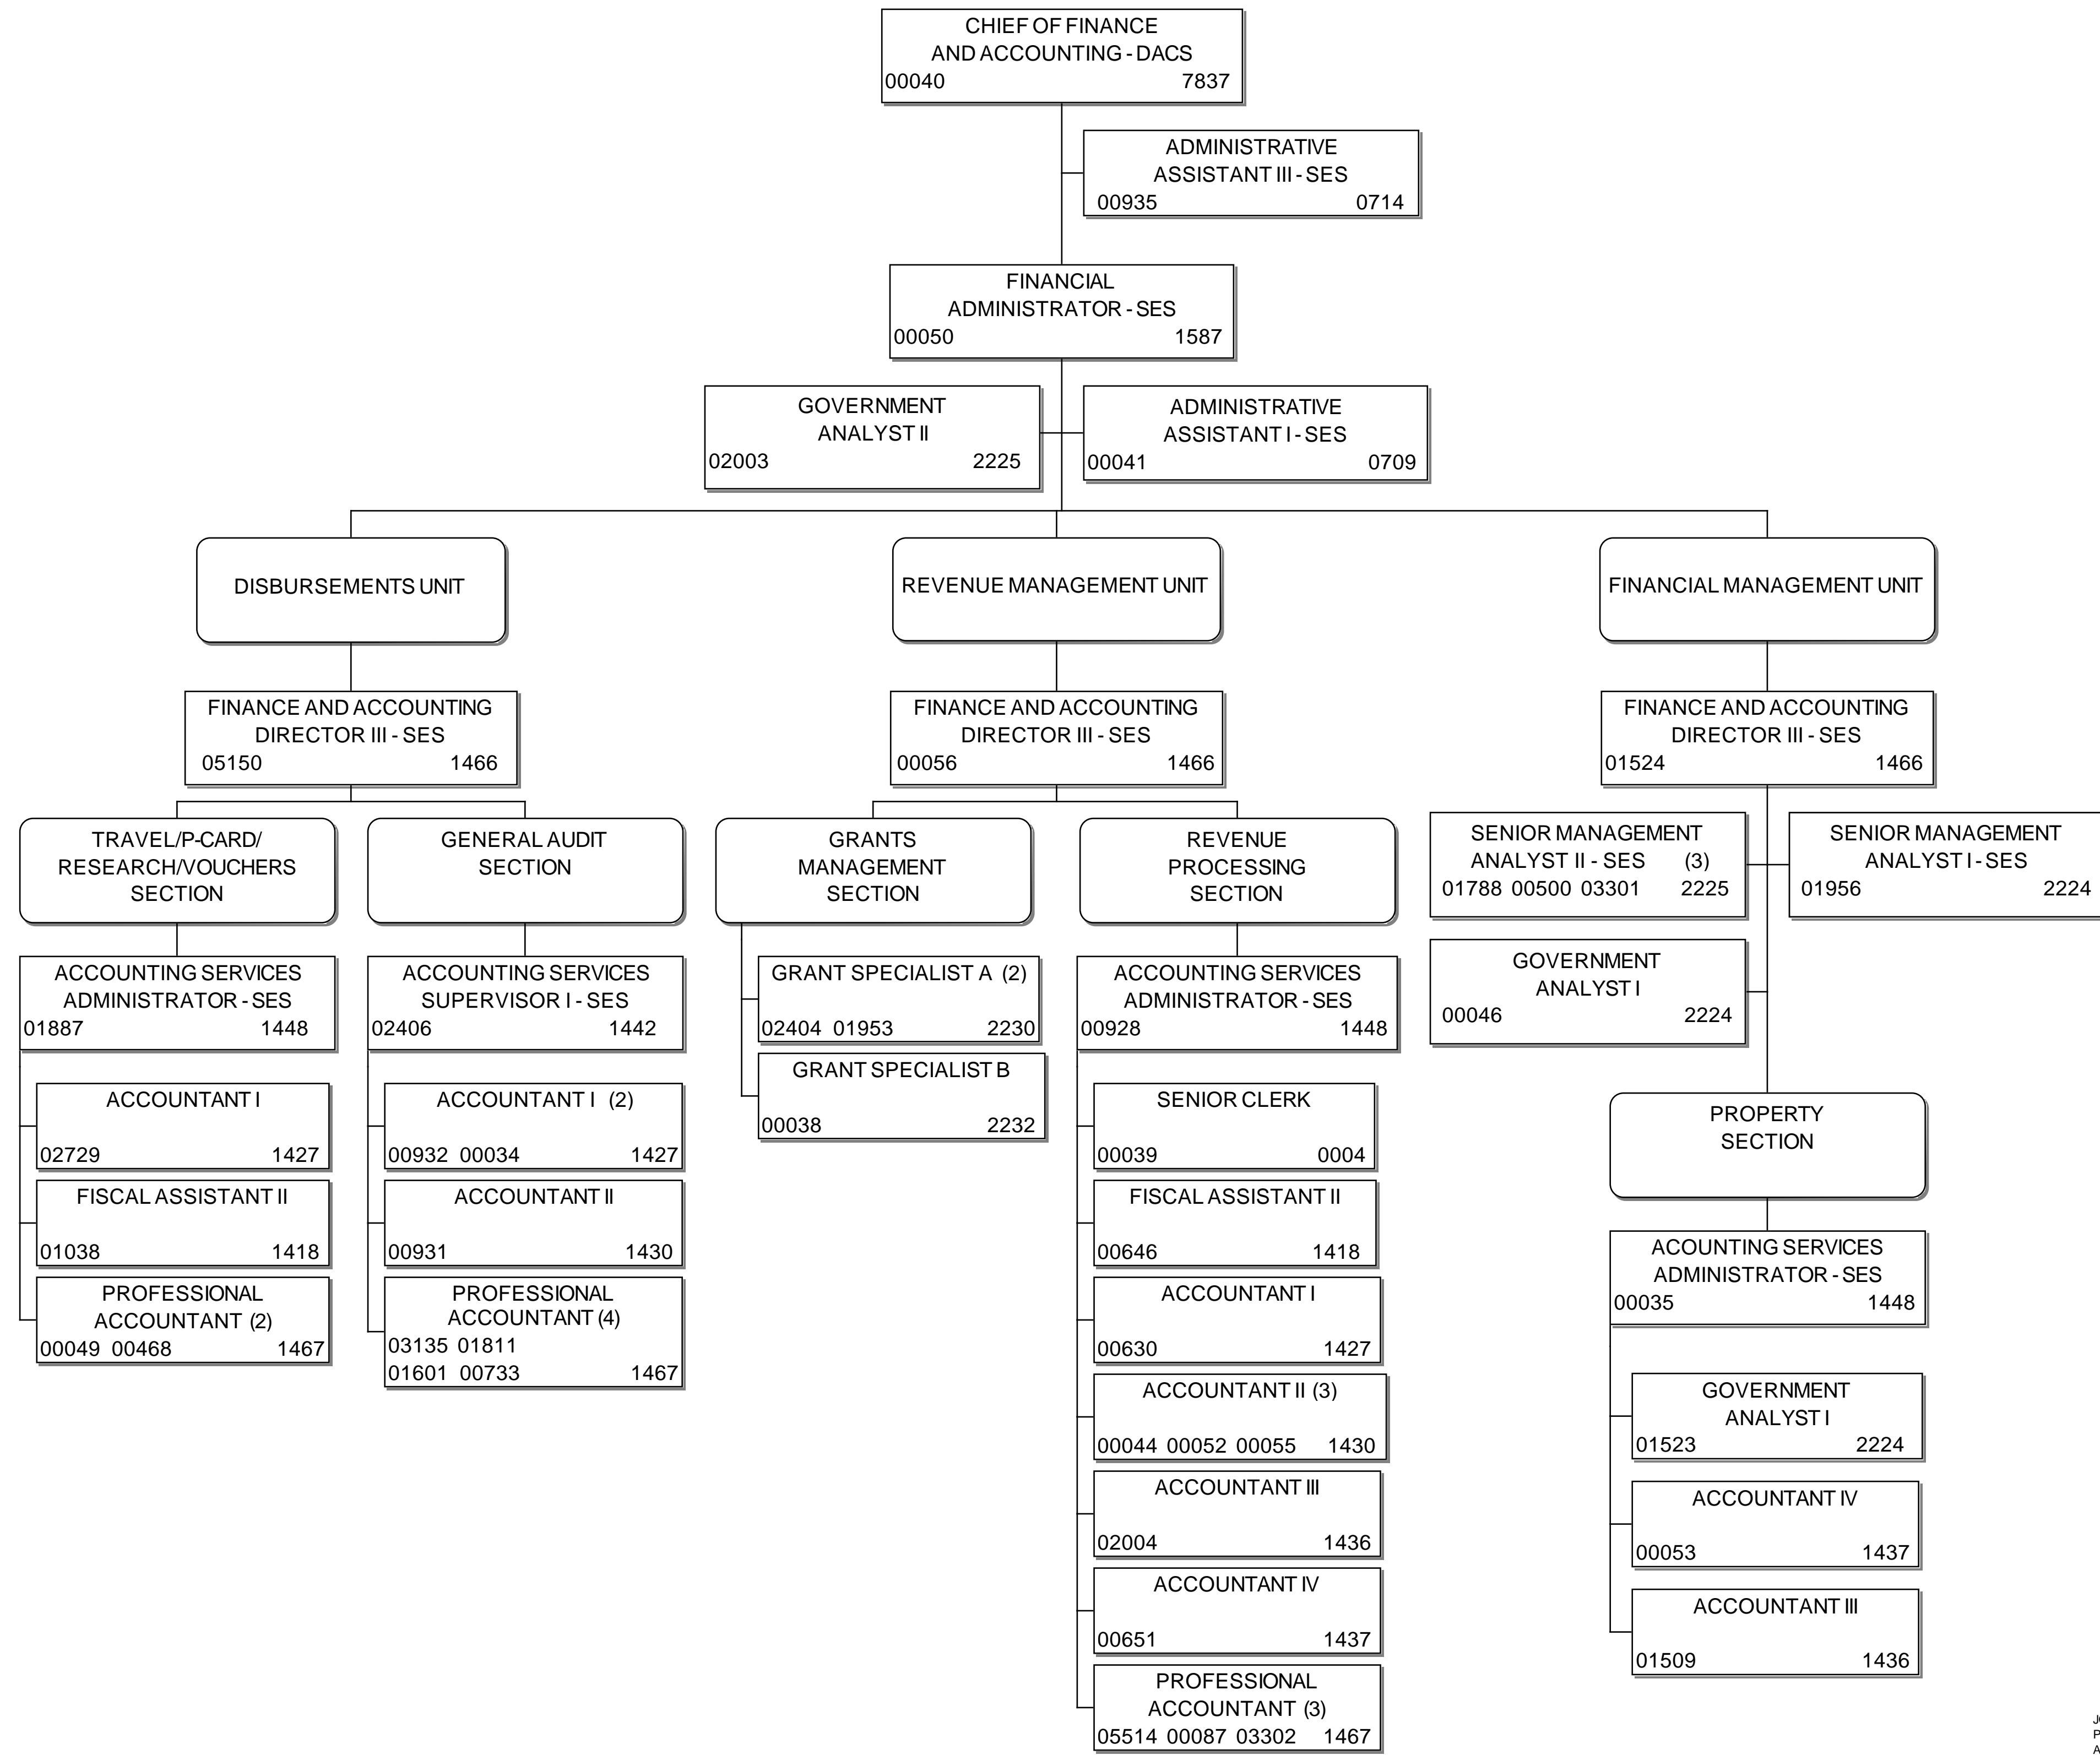 CHIEF OF FINANCE
AND ACCOUNTING - DACS
00040 7837
ADMINISTRATIVE
ASSISTANT III - SES
00935 0714
FINANCIAL
ADMINISTRATOR - SES
00050 1587
GOVERNMENT
ANALYST II
02003 2225
ADMINISTRATIVE
ASSISTANT I - SES
00041 0709
DISBURSEMENTS UNIT
REVENUE MANAGEMENT UNIT
FINANCIAL MANAGEMENT UNIT
FINANCE AND ACCOUNTING
DIRECTOR III - SES
05150 1466
FINANCE AND ACCOUNTING
DIRECTOR III - SES
00056 1466
FINANCE AND ACCOUNTING
DIRECTOR III - SES
01524 1466
TRAVEL/P-CARD/
RESEARCH/VOUCHERS
SECTION
GENERAL AUDIT
SECTION
GRANTS
MANAGEMENT
SECTION
REVENUE
PROCESSING
SECTION
SENIOR MANAGEMENT
ANALYST II - SES (3)
01788 00500 03301 2225
SENIOR MANAGEMENT
ANALYST I - SES
01956 2224
GOVERNMENT
ANALYST I
00046 2224
ACCOUNTING SERVICES
ADMINISTRATOR - SES
01887 1448
ACCOUNTANT I
02729 1427
FISCAL ASSISTANT II
01038 1418
PROFESSIONAL
ACCOUNTANT (2)
00049 00468 1467
ACCOUNTING SERVICES
SUPERVISOR I - SES
02406 1442
ACCOUNTANT I (2)
00932 00034 1427
ACCOUNTANT II
00931 1430
PROFESSIONAL
ACCOUNTANT (4)
03135 01811
01601 00733 1467
GRANT SPECIALIST A (2)
02404 01953 2230
GRANT SPECIALIST B
00038 2232
ACCOUNTING SERVICES
ADMINISTRATOR - SES
00928 1448
SENIOR CLERK
00039 0004
FISCAL ASSISTANT II
00646 1418
ACCOUNTANT I
00630 1427
ACCOUNTANT II (3)
00044 00052 00055 1430
ACCOUNTANT III
02004 1436
ACCOUNTANT IV
00651 1437
PROFESSIONAL
ACCOUNTANT (3)
05514 00087 03302 1467
PROPERTY
SECTION
ACOUNTING SERVICES
ADMINISTRATOR - SES
00035 1448
GOVERNMENT
ANALYST I
01523 2224
ACCOUNTANT IV
00053 1437
ACCOUNTANT III
01509 1436